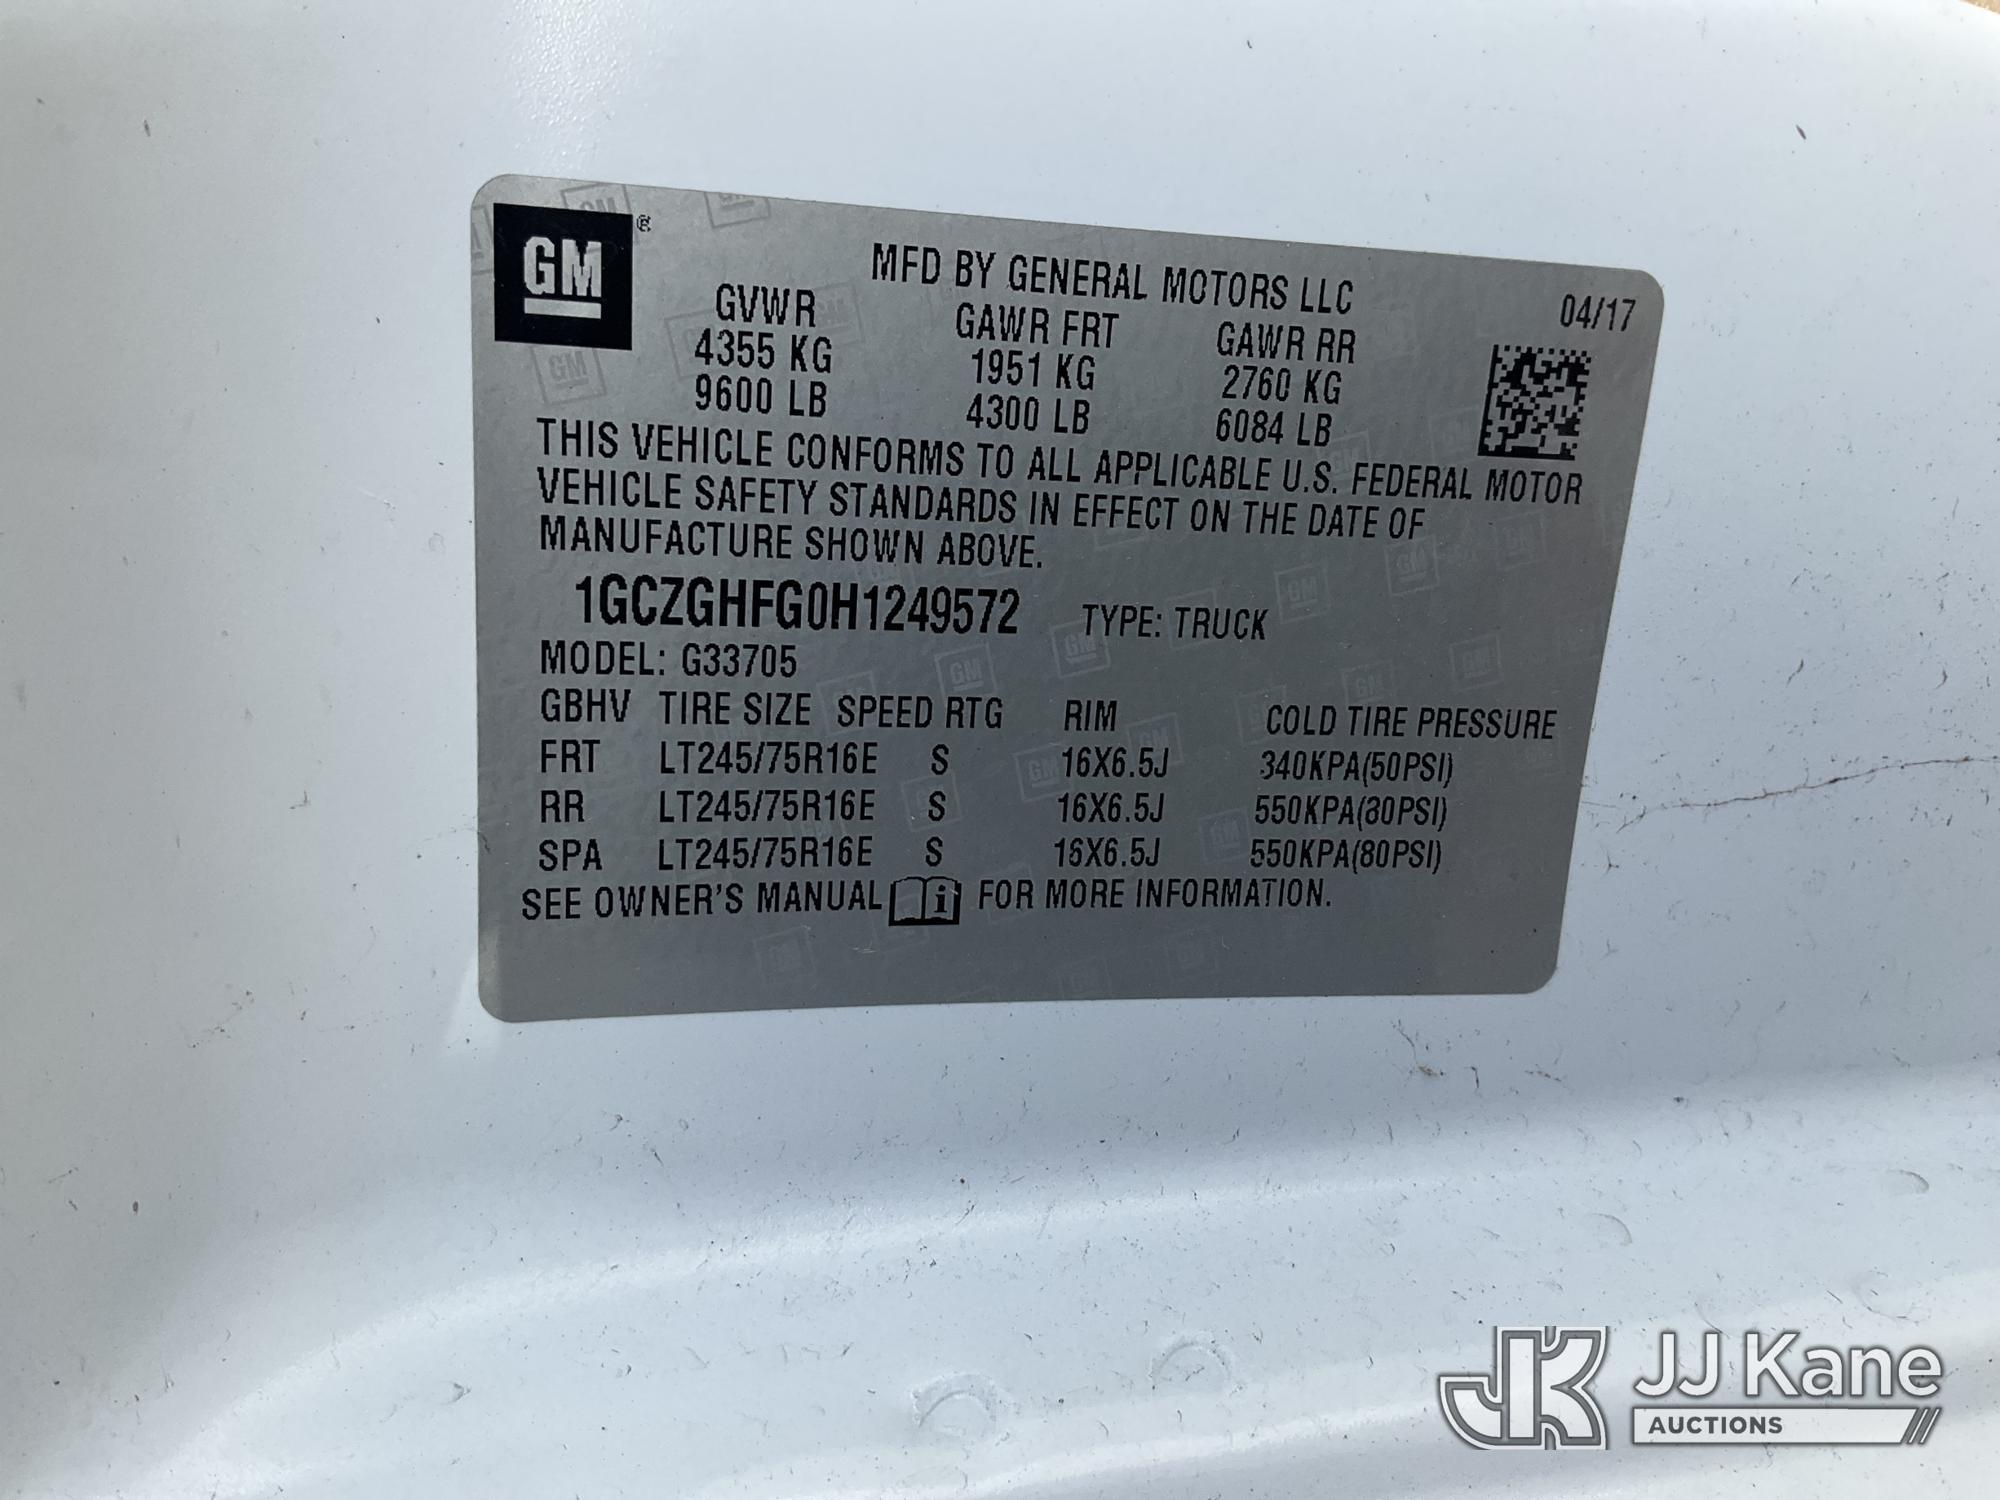 GM ®
MFD BY GENERAL MOTORS LLC 04/17
GVWR GAWR FRT GAWR RR
4355 KG 1951 KG 2760 KG
9600 LB 4300 LB 6084 LB
THIS VEHICLE CONFORMS TO ALL APPLICABLE U.S. FEDERAL MOTOR
VEHICLE SAFETY STANDARDS IN EFFECT ON THE DATE OF
MANUFACTURE SHOWN ABOVE.
1GCZGHFG0H1249572 TYPE: TRUCK
MODEL: G33705
GBHV TIRE SIZE SPEED RTG RIM COLD TIRE PRESSURE
FRT LT245/75R16E S 16X6.5J 340KPA(50PSI)
RR LT245/75R16E S 16X6.5J 550KPA(80PSI)
SPA LT245/75R16E S 16X6.5J 550KPA(80PSI)
SEE OWNER'S MANUAL FOR MORE INFORMATION.
JK JJ Kane
AUCTIONS